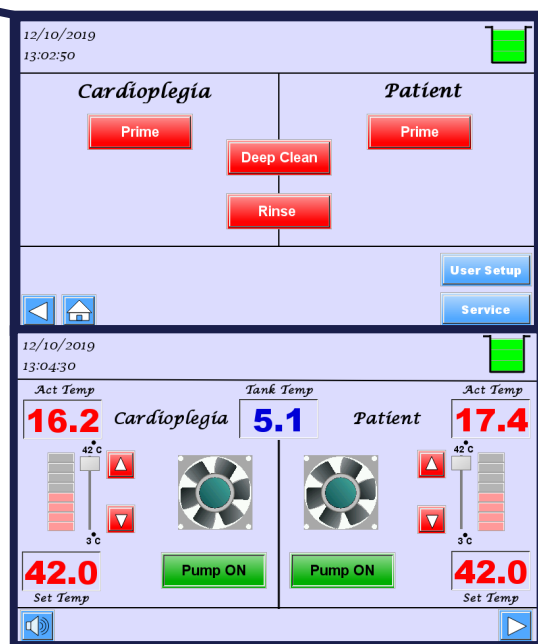 12/10/2019
13:02:50
Cardioplegia Patient
Prime Prime
Deep Clean
Rinse
User Setup
Service
12/10/2019
13:04:30
Act Temp Tank Temp Act Temp
16.2 Cardioplegia 5.1 Patient 17.4
42 °C 42 °C
3 °C 3 °C
Pump ON Pump ON
42.0 42.0
Set Temp Set Temp